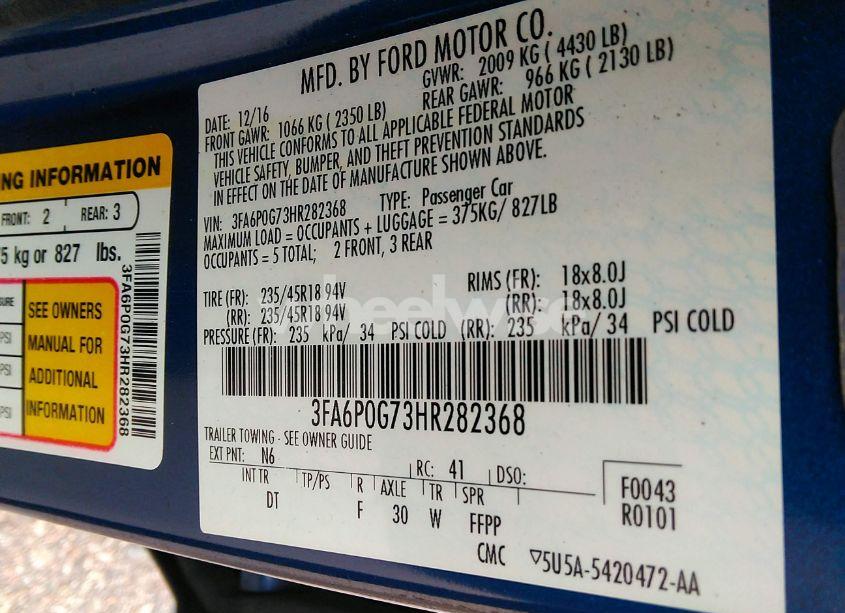 NG INFORMATION
FRONT: 2 REAR: 3
5 kg or 827 lbs.
SURE
PSI
PSI
PSI
SEE OWNERS
MANUAL FOR
ADDITIONAL
INFORMATION
3FA6P0G73HR282368
MFD. BY FORD MOTOR CO.
DATE: 12/16 GVWR: 2009 KG ( 4430 LB)
FRONT GAWR: 1066 KG ( 2350 LB) REAR GAWR: 966 KG ( 2130 LB)
THIS VEHICLE CONFORMS TO ALL APPLICABLE FEDERAL MOTOR
VEHICLE SAFETY, BUMPER, AND THEFT PREVENTION STANDARDS
IN EFFECT ON THE DATE OF MANUFACTURE SHOWN ABOVE.
VIN: 3FA6P0G73HR282368 TYPE: Passenger Car
MAXIMUM LOAD = OCCUPANTS + LUGGAGE = 375KG/ 827LB
OCCUPANTS = 5 TOTAL; 2 FRONT, 3 REAR
TIRE (FR): 235/45R18 94V RIMS (FR): 18x8.0J
(RR): 235/45R18 94V (RR): 18x8.0J
PRESSURE (FR): 235 kPa/ 34 PSI COLD (RR): 235 kPa/ 34 PSI COLD
3FA6P0G73HR282368
TRAILER TOWING - SEE OWNER GUIDE
EXT PNT: N6 RC: 41 DSO:
INT TR TP/PS R AXLE TR SPR F0043
DT F 30 W FFPP R0101
CMC ▽5U5A-5420472-AA